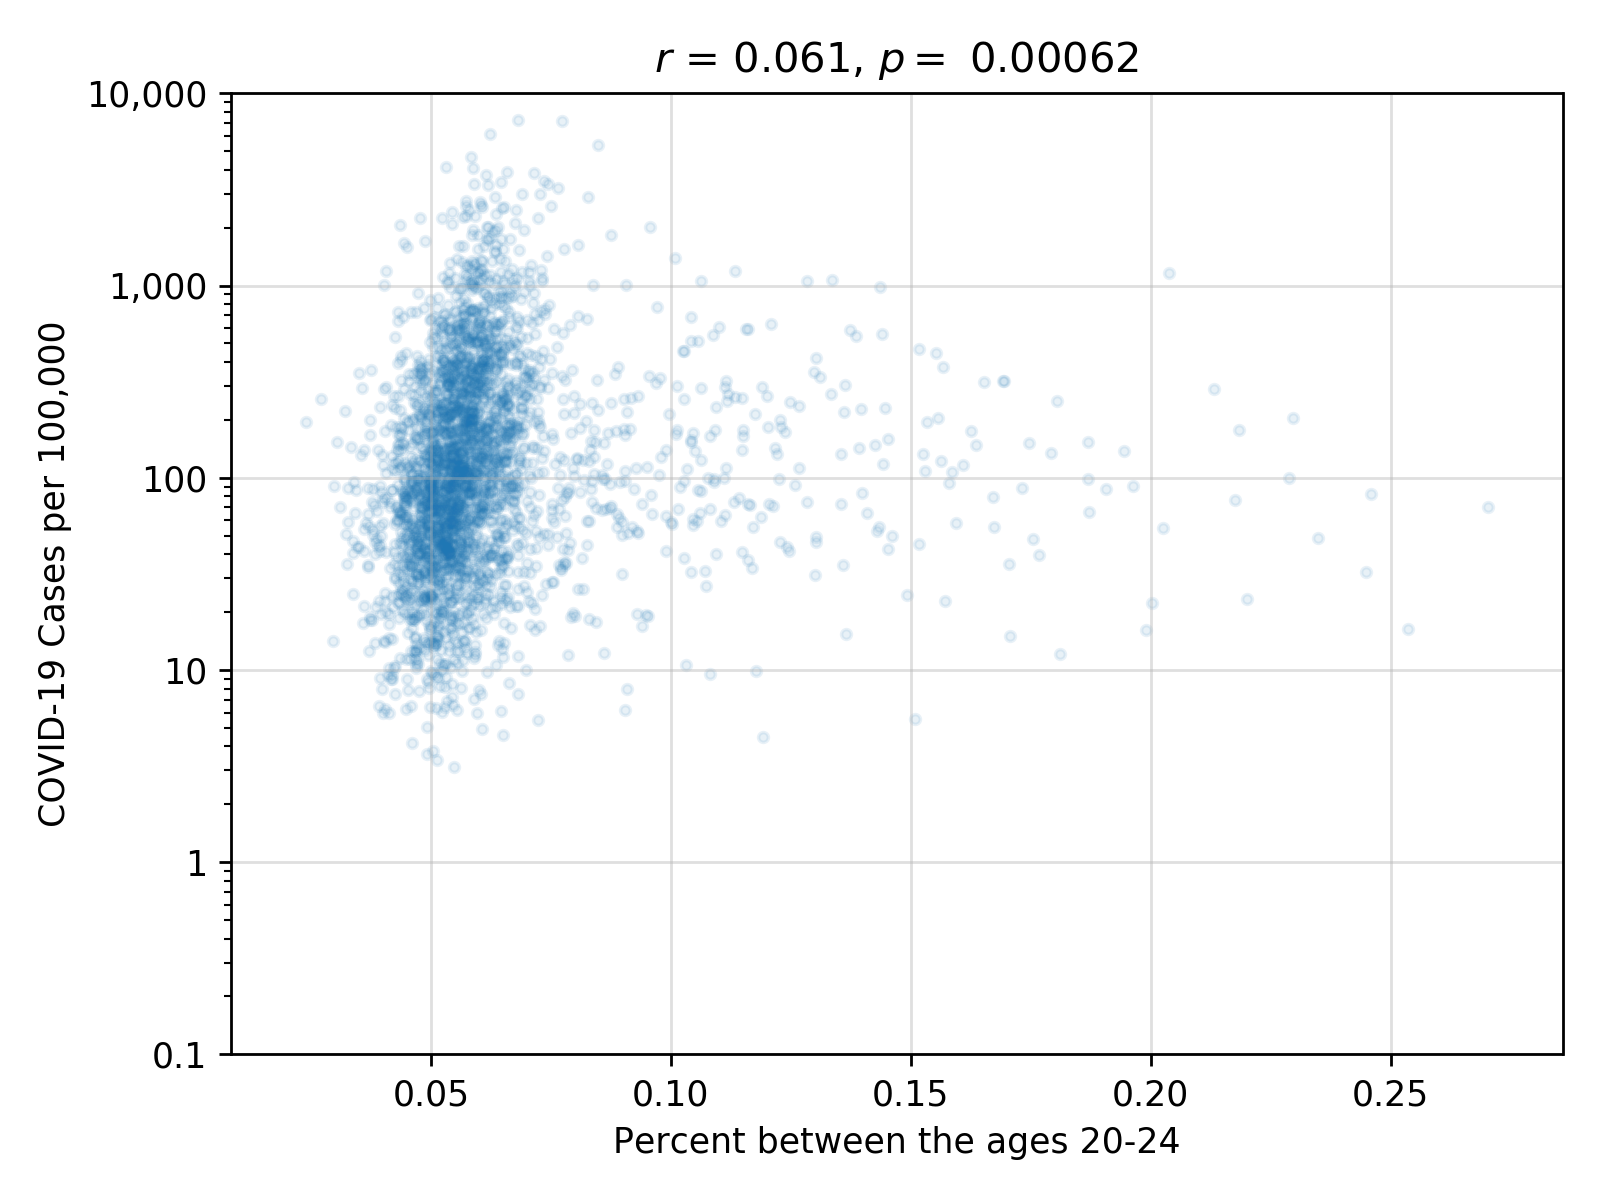 r = 0.061, p = 0.00062
10,000
1,000
100
10
1
0.1
COVID-19 Cases per 100,000
0.05 0.10 0.15 0.20 0.25
Percent between the ages 20-24